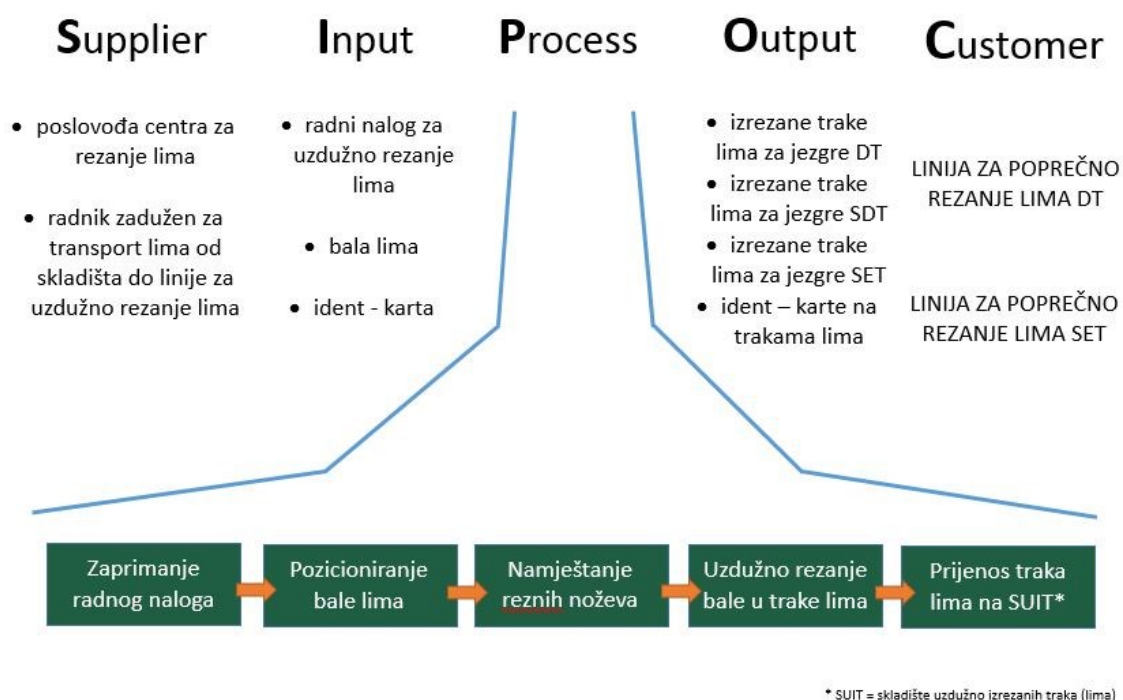 Supplier
Input
Process
Output
Customer
• poslovođa centra za
rezanje lima
• radnik zadužen za
transport lima od
skladišta do linije za
uzdužno rezanje lima
• radni nalog za
uzdužno rezanje
lima
• bala lima
• ident - karta
• izrezane trake
lima za jezgre DT
• izrezane trake
lima za jezgre SDT
• izrezane trake
lima za jezgre SET
• ident – karte na
trakama lima
LINIJA ZA POPREČNO
REZANJE LIMA DT
LINIJA ZA POPREČNO
REZANJE LIMA SET
Zaprimanje
radnog naloga
Pozicioniranje
bale lima
Namještanje
reznih noževa
Uzdužno rezanje
bale u trake lima
Prijenos traka
lima na SUIT*
* SUIT = skladište uzdužno izrezanih traka (lima)